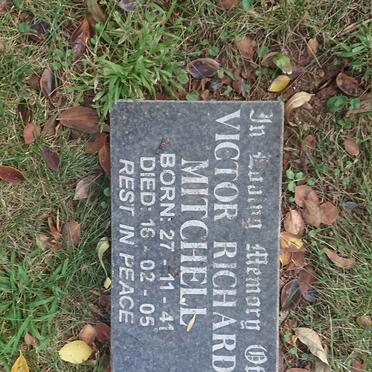 In Loving Memory Of
VICTOR RICHARD
MITCHELL
BORN: 27-11-41
DIED: 16-02-05
REST IN PEACE